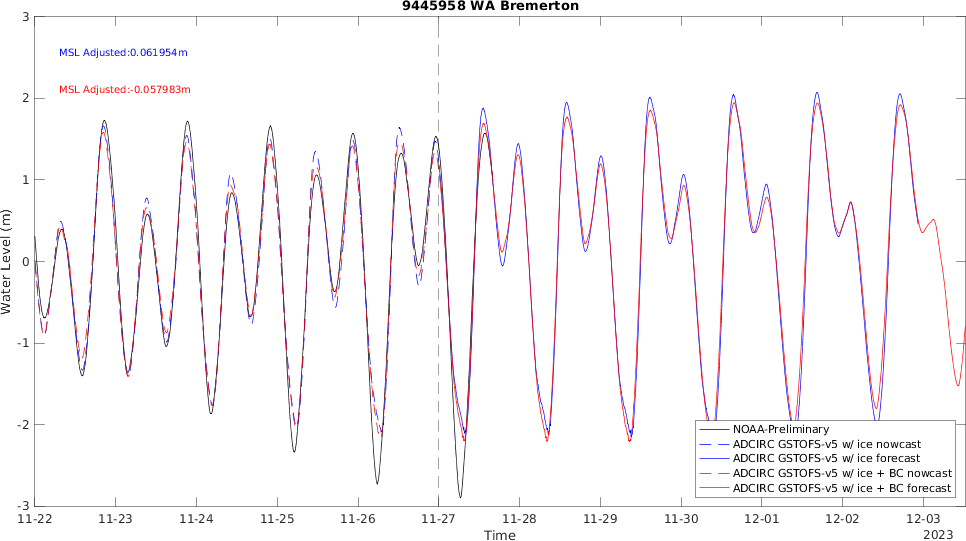 9445958 WA Bremerton
MSL Adjusted:0.061954m
MSL Adjusted:-0.057983m
Water Level (m)
3
2
1
0
-1
-2
-3
NOAA-Preliminary
ADCIRC GSTOFS-v5 w/ ice nowcast
ADCIRC GSTOFS-v5 w/ ice forecast
ADCIRC GSTOFS-v5 w/ ice + BC nowcast
ADCIRC GSTOFS-v5 w/ ice + BC forecast
11-22 11-23 11-24 11-25 11-26 11-27 11-28 11-29 11-30 12-01 12-02 12-03
Time
2023